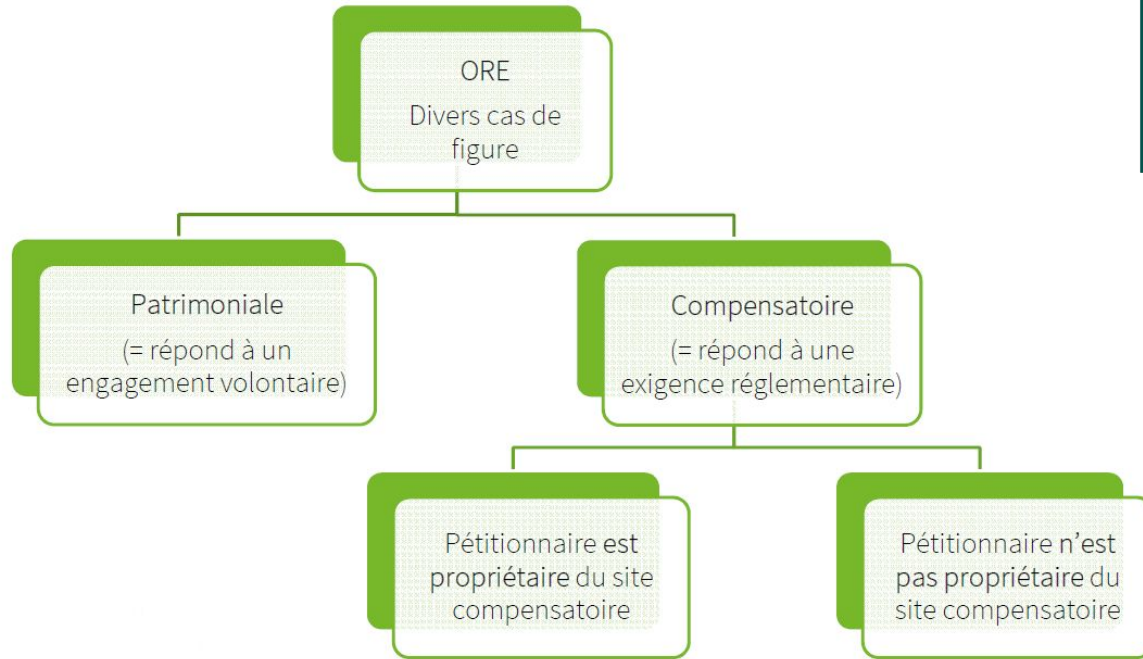 ORE
Divers cas de
figure
Patrimoniale
(= répond à un
engagement volontaire)
Compensatoire
(= répond à une
exigence réglementaire)
Pétitionnaire est
propriétaire du site
compensatoire
Pétitionnaire n'est
pas propriétaire du
site compensatoire